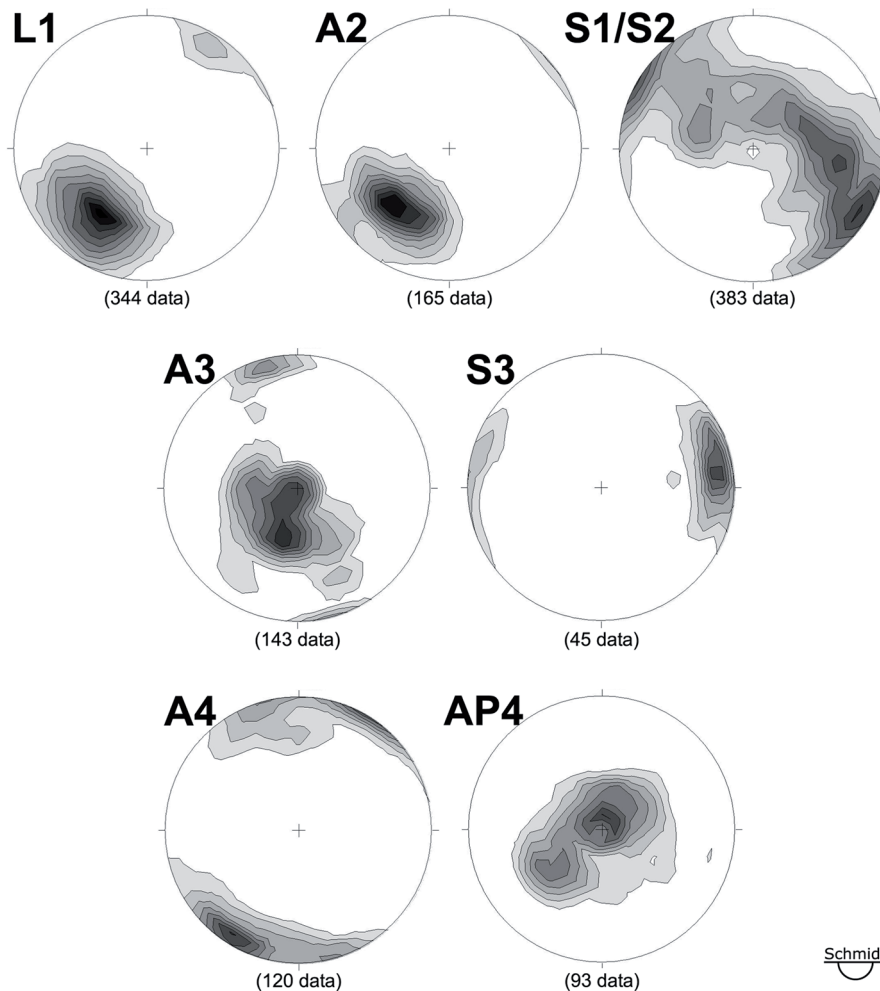 L1 A2 S1/S2
(344 data) (165 data) (383 data)
A3 S3
(143 data) (45 data)
A4 AP4
(120 data) (93 data)
Schmid